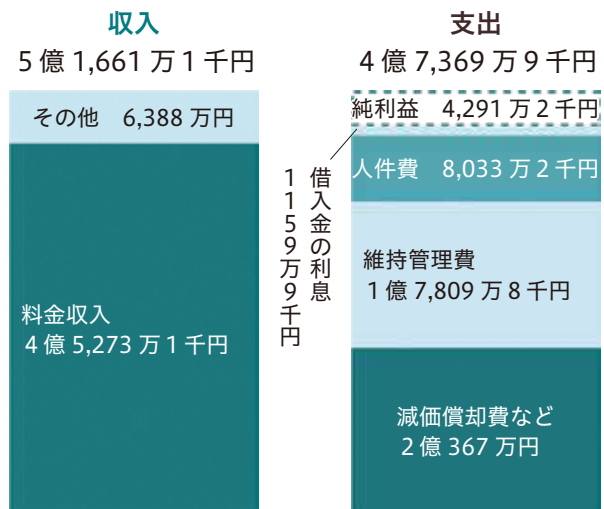 収入
5億1,661万1千円
その他 6,388万円
料金収入
4億5,273万1千円
支出
4億7,369万9千円
純利益 4,291万2千円
借入金の利息
1159万9千円
人件費 8,033万2千円
維持管理費
1億7,809万8千円
減価償却費など
2億367万円